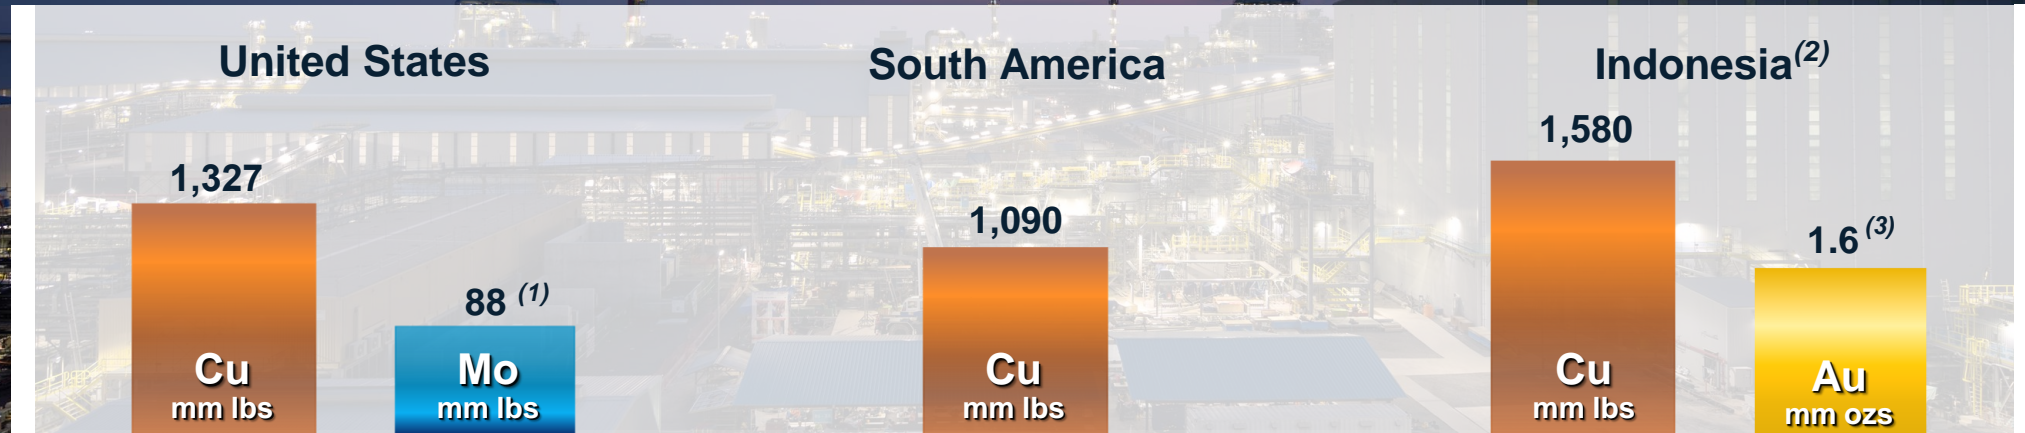 United States
1,327
Cu
mm lbs
88 (1)
Mo
mm lbs
South America
1,090
Cu
mm lbs
Indonesia(2)
1,580
Cu
mm lbs
1.6 (3)
Au
mm ozs